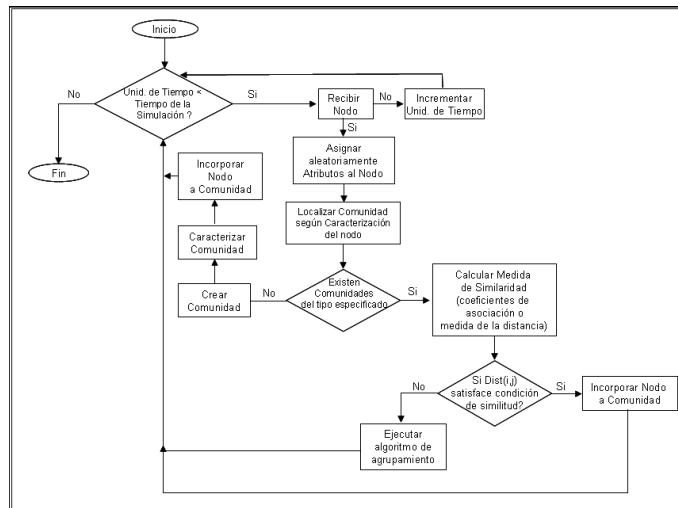 Inicio
Unid. de Tiempo <
Tiempo de la
Simulación ?
No
Si
Recibir
Nodo
No
Incrementar
Unid. de Tiempo
Si
Fin
Asignar
aleatoriamente
Atributos al Nodo
Incorporar
Nodo
a Comunidad
Localizar Comunidad
según Caracterización
del nodo
Caracterizar
Comunidad
Crear
Comunidad
No
Existen
Comunidades
del tipo especificado
Si
Calcular Medida
de Similaridad
(coeficientes de
asociación o
medida de la distancia)
No
Si Dist(i,j)
satisface condición
de similitud?
Si
Incorporar Nodo
a Comunidad
Ejecutar
algoritmo de
agrupamiento